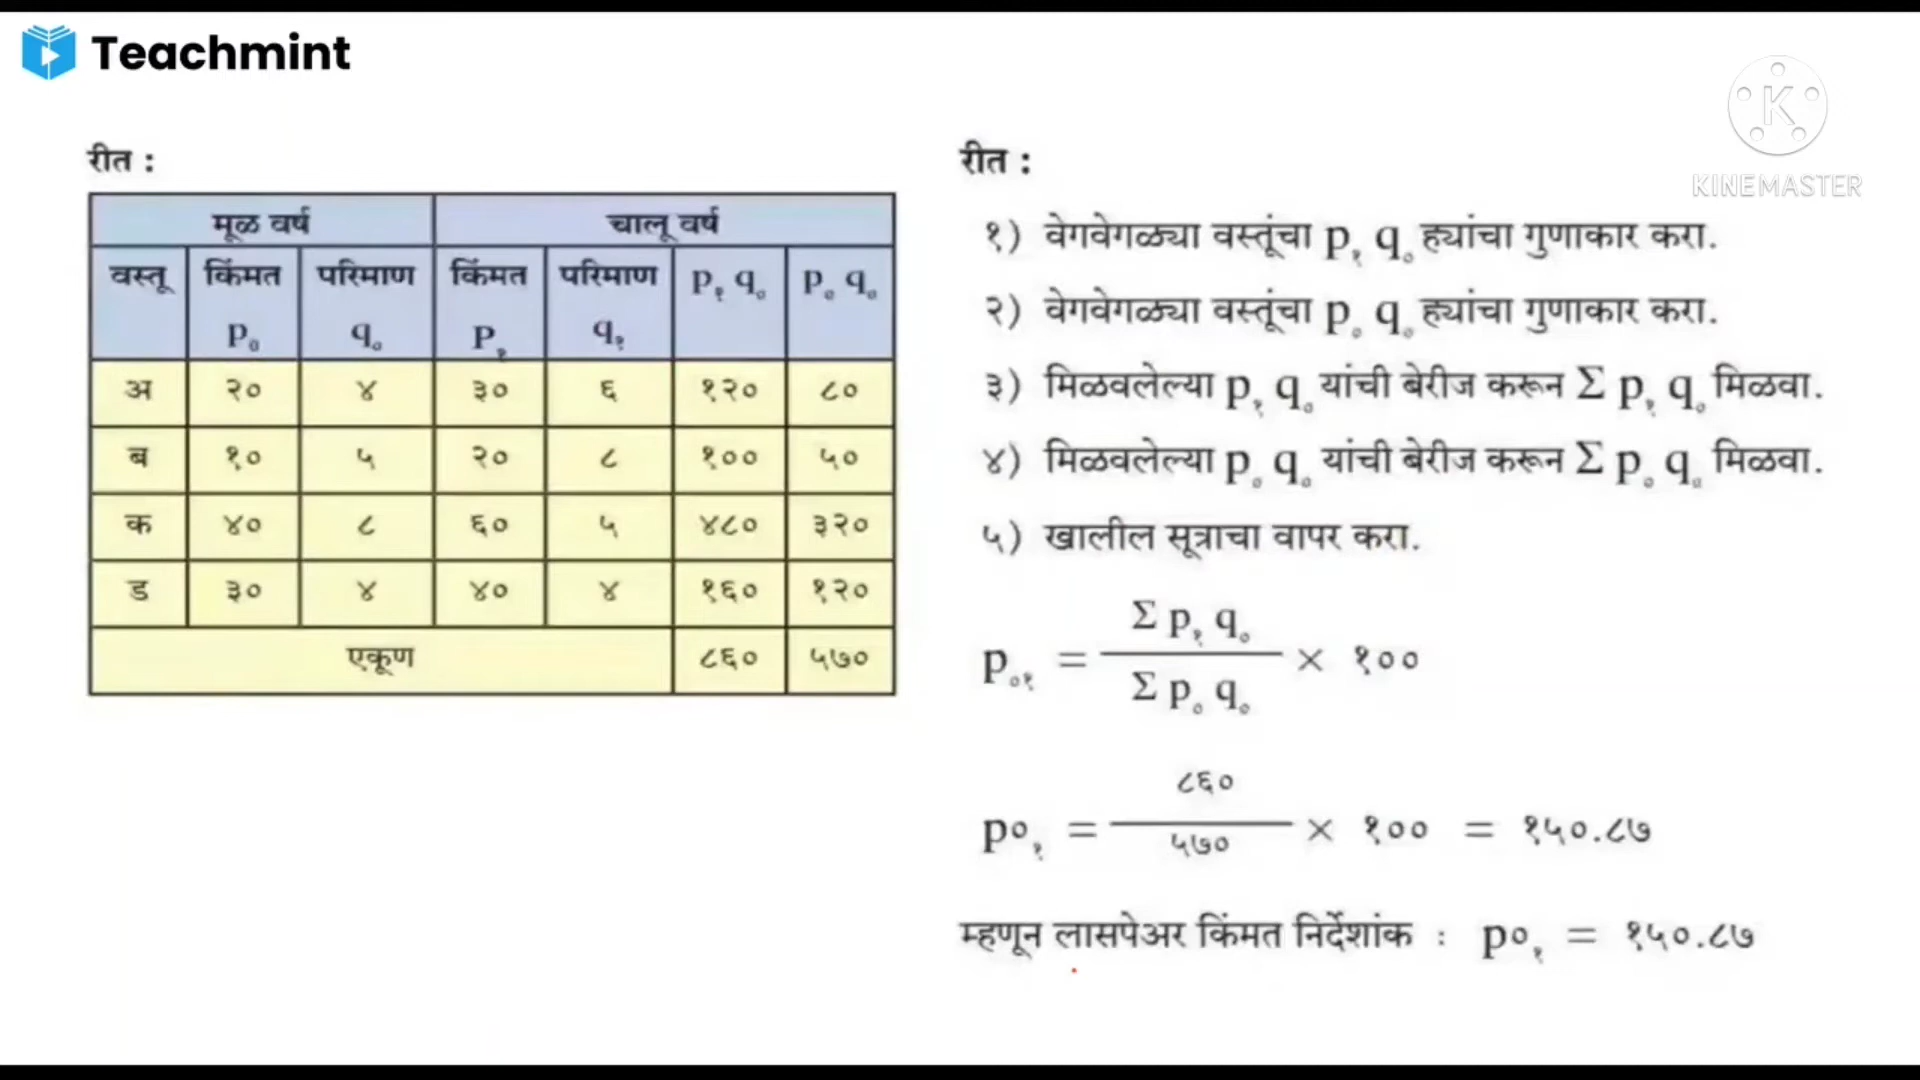 Teachmint
KINEMASTER
रीत :
मूळ वर्ष चालू वर्ष
वस्तू किंमत p₀ परिमाण q₀ किंमत P₁ परिमाण q₁ p₁ q₀ p₀ q₀
अ २० ४ ३० ६ १२० ८०
ब १० ५ २० ८ १०० ५०
क ४० ८ ६० ५ ४८० ३२०
ड ३० ४ ४० ४ १६० १२०
एकूण ८६० ५७०
रीत :
१) वेगवेगळ्या वस्तूंचा p₁ q₀ ह्यांचा गुणाकार करा.
२) वेगवेगळ्या वस्तूंचा p₀ q₀ ह्यांचा गुणाकार करा.
३) मिळवलेल्या p₁ q₀ यांची बेरीज करून Σ p₁ q₀ मिळवा.
४) मिळवलेल्या p₀ q₀ यांची बेरीज करून Σ p₀ q₀ मिळवा.
५) खालील सूत्राचा वापर करा.
Σ p₁ q₀
p₀₁ = × १००
Σ p₀ q₀
८६०
p०₁ = × १०० = १५०.८७
५७०
म्हणून लासपेअर किंमत निर्देशांक : p०₁ = १५०.८७